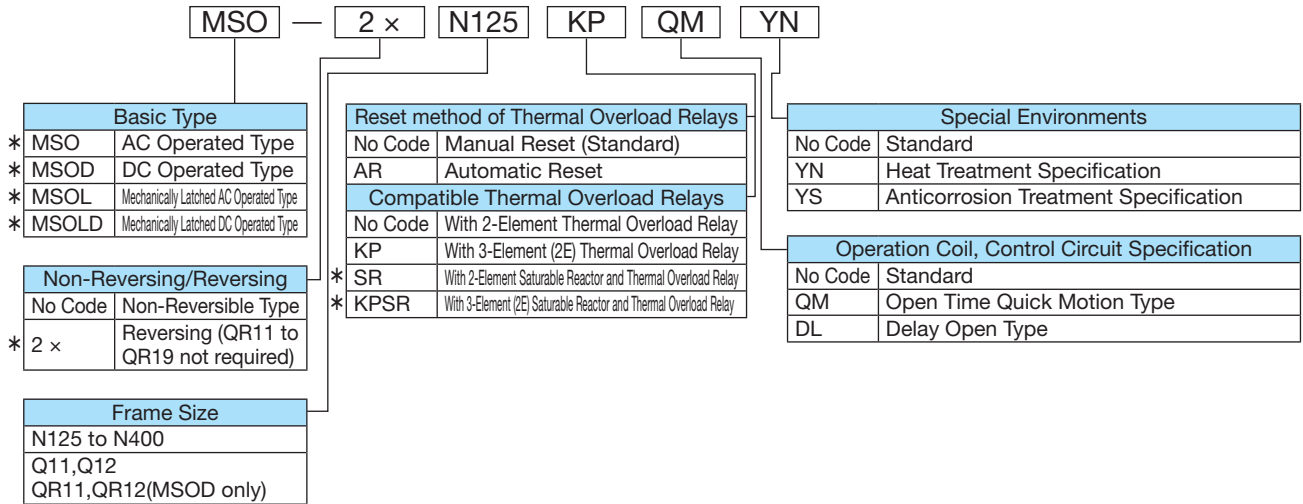 MSO — 2 × N125 KP QM YN
Basic Type
* MSO AC Operated Type
* MSOD DC Operated Type
* MSOL Mechanically Latched AC Operated Type
* MSOLD Mechanically Latched DC Operated Type
Non-Reversing/Reversing
No Code Non-Reversible Type
* 2 × Reversing (QR11 to
QR19 not required)
Frame Size
N125 to N400
Q11,Q12
QR11,QR12(MSOD only)
Reset method of Thermal Overload Relays
No Code Manual Reset (Standard)
AR Automatic Reset
Compatible Thermal Overload Relays
No Code With 2-Element Thermal Overload Relay
KP With 3-Element (2E) Thermal Overload Relay
* SR With 2-Element Saturable Reactor and Thermal Overload Relay
* KPSR With 3-Element (2E) Saturable Reactor and Thermal Overload Relay
Special Environments
No Code Standard
YN Heat Treatment Specification
YS Anticorrosion Treatment Specification
Operation Coil, Control Circuit Specification
No Code Standard
QM Open Time Quick Motion Type
DL Delay Open Type